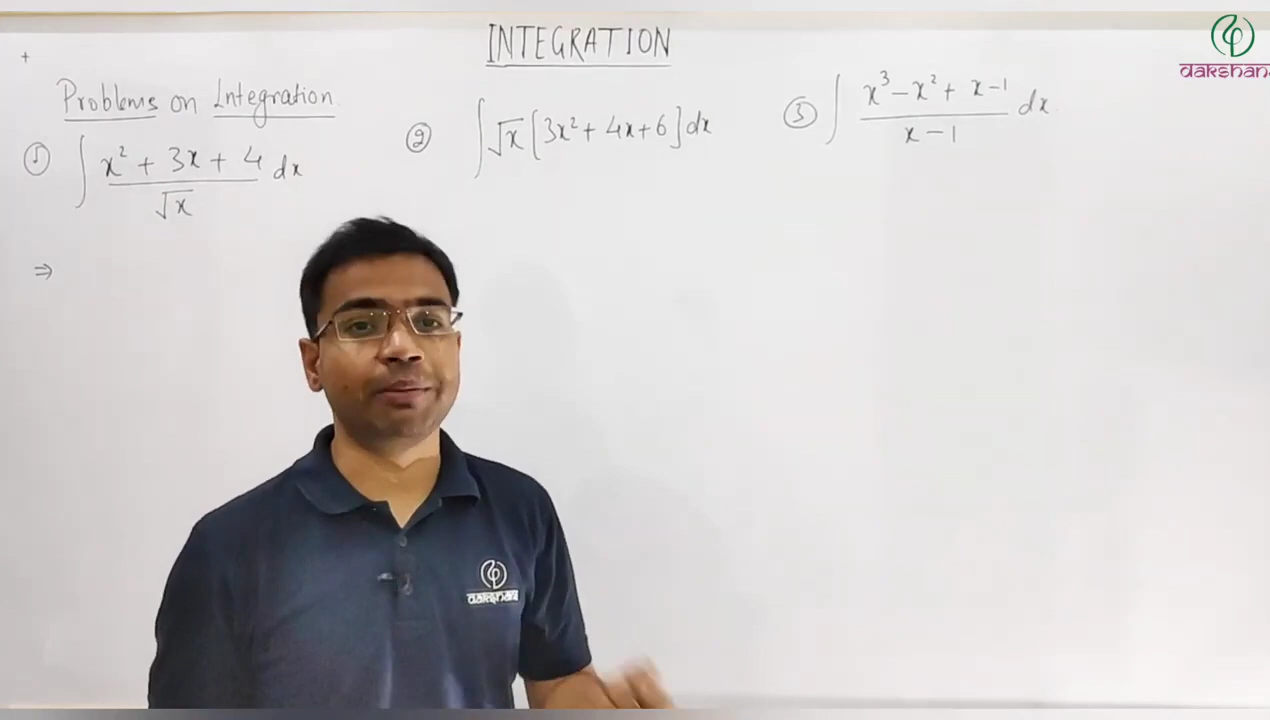 INTEGRATION
dakshana
Problems on Integration
① ∫ x² + 3x + 4 / √x dx
② ∫ √x [3x² + 4x + 6] dx
③ ∫ x³ – x² + x – 1 / x – 1 dx
⇒
dakshana